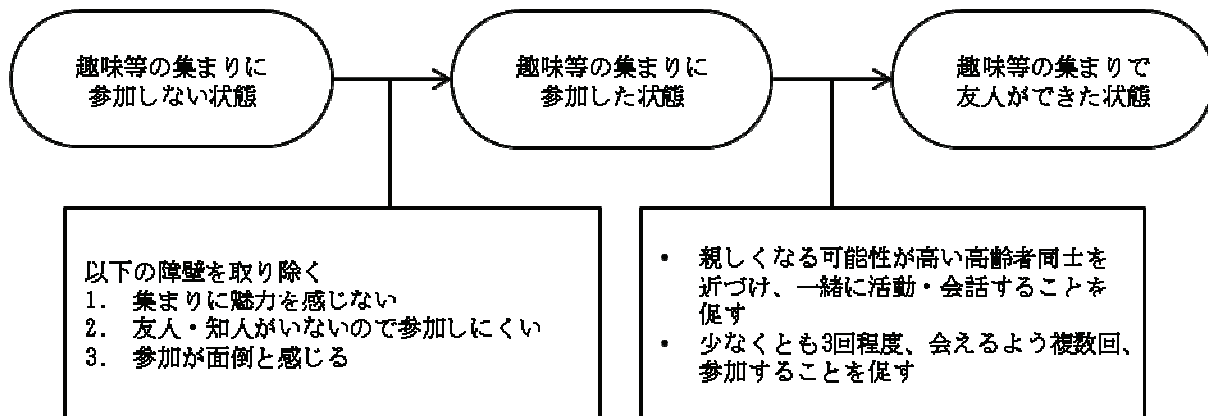 趣味等の集まりに
参加しない状態
趣味等の集まりに
参加した状態
趣味等の集まりで
友人ができた状態
以下の障壁を取り除く
1. 集まりに魅力を感じない
2. 友人・知人がいないので参加しにくい
3. 参加が面倒と感じる
• 親しくなる可能性が高い高齢者同士を
近づけ、一緒に活動・会話することを
促す
• 少なくとも3回程度、会えるよう複数回、
参加することを促す